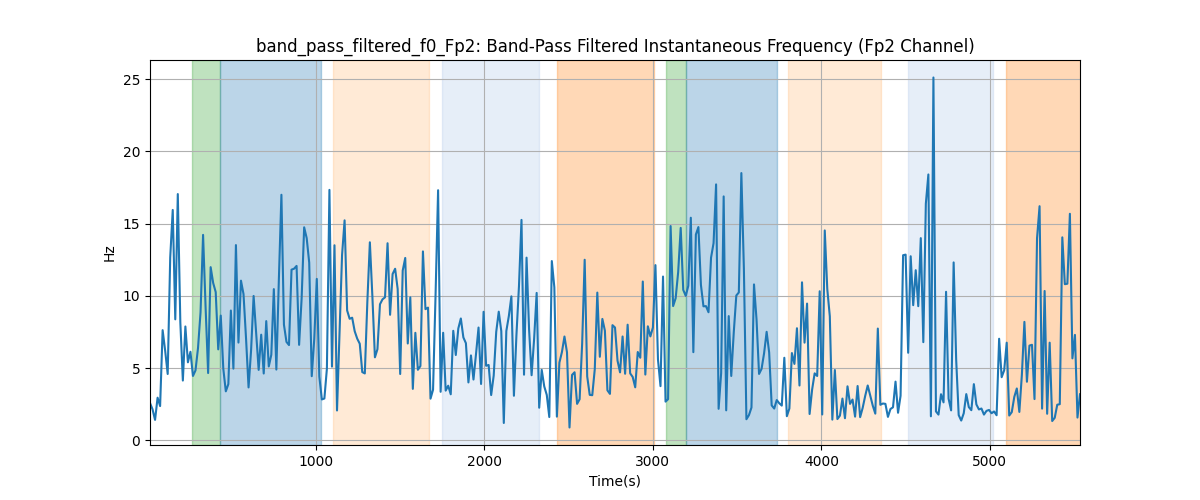 band_pass_filtered_f0_Fp2: Band-Pass Filtered Instantaneous Frequency (Fp2 Channel)
25
20
15
10
5
0
Hz
1000 2000 3000 4000 5000
Time(s)